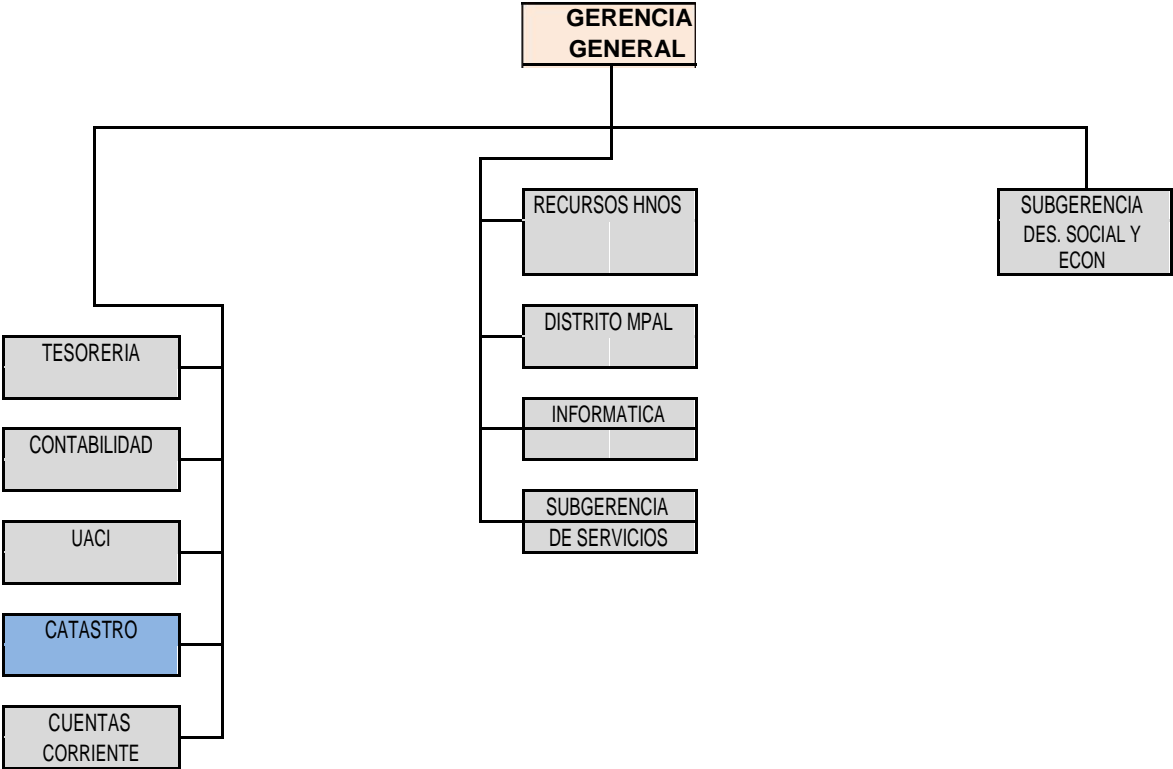 GERENCIA
GENERAL
RECURSOS HNOS
SUBGERENCIA
DES. SOCIAL Y
ECON
DISTRITO MPAL
TESORERIA
INFORMATICA
CONTABILIDAD
SUBGERENCIA
DE SERVICIOS
UACI
CATASTRO
CUENTAS
CORRIENTE